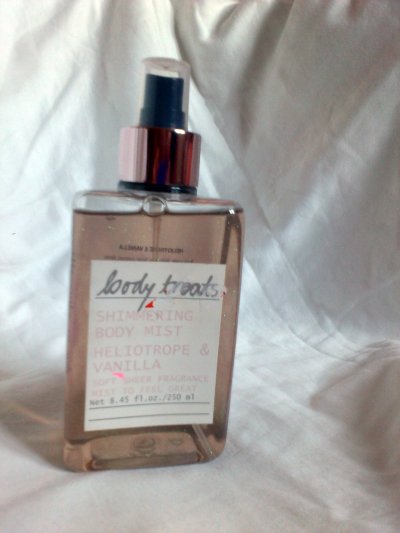 body treats.
SHIMMERING
BODY MIST
HELIOTROPE &
VANILLA
SOFT SHEER FRAGRANCE
MIST TO FEEL GREAT
Net 8.45 fl.oz./250 ml